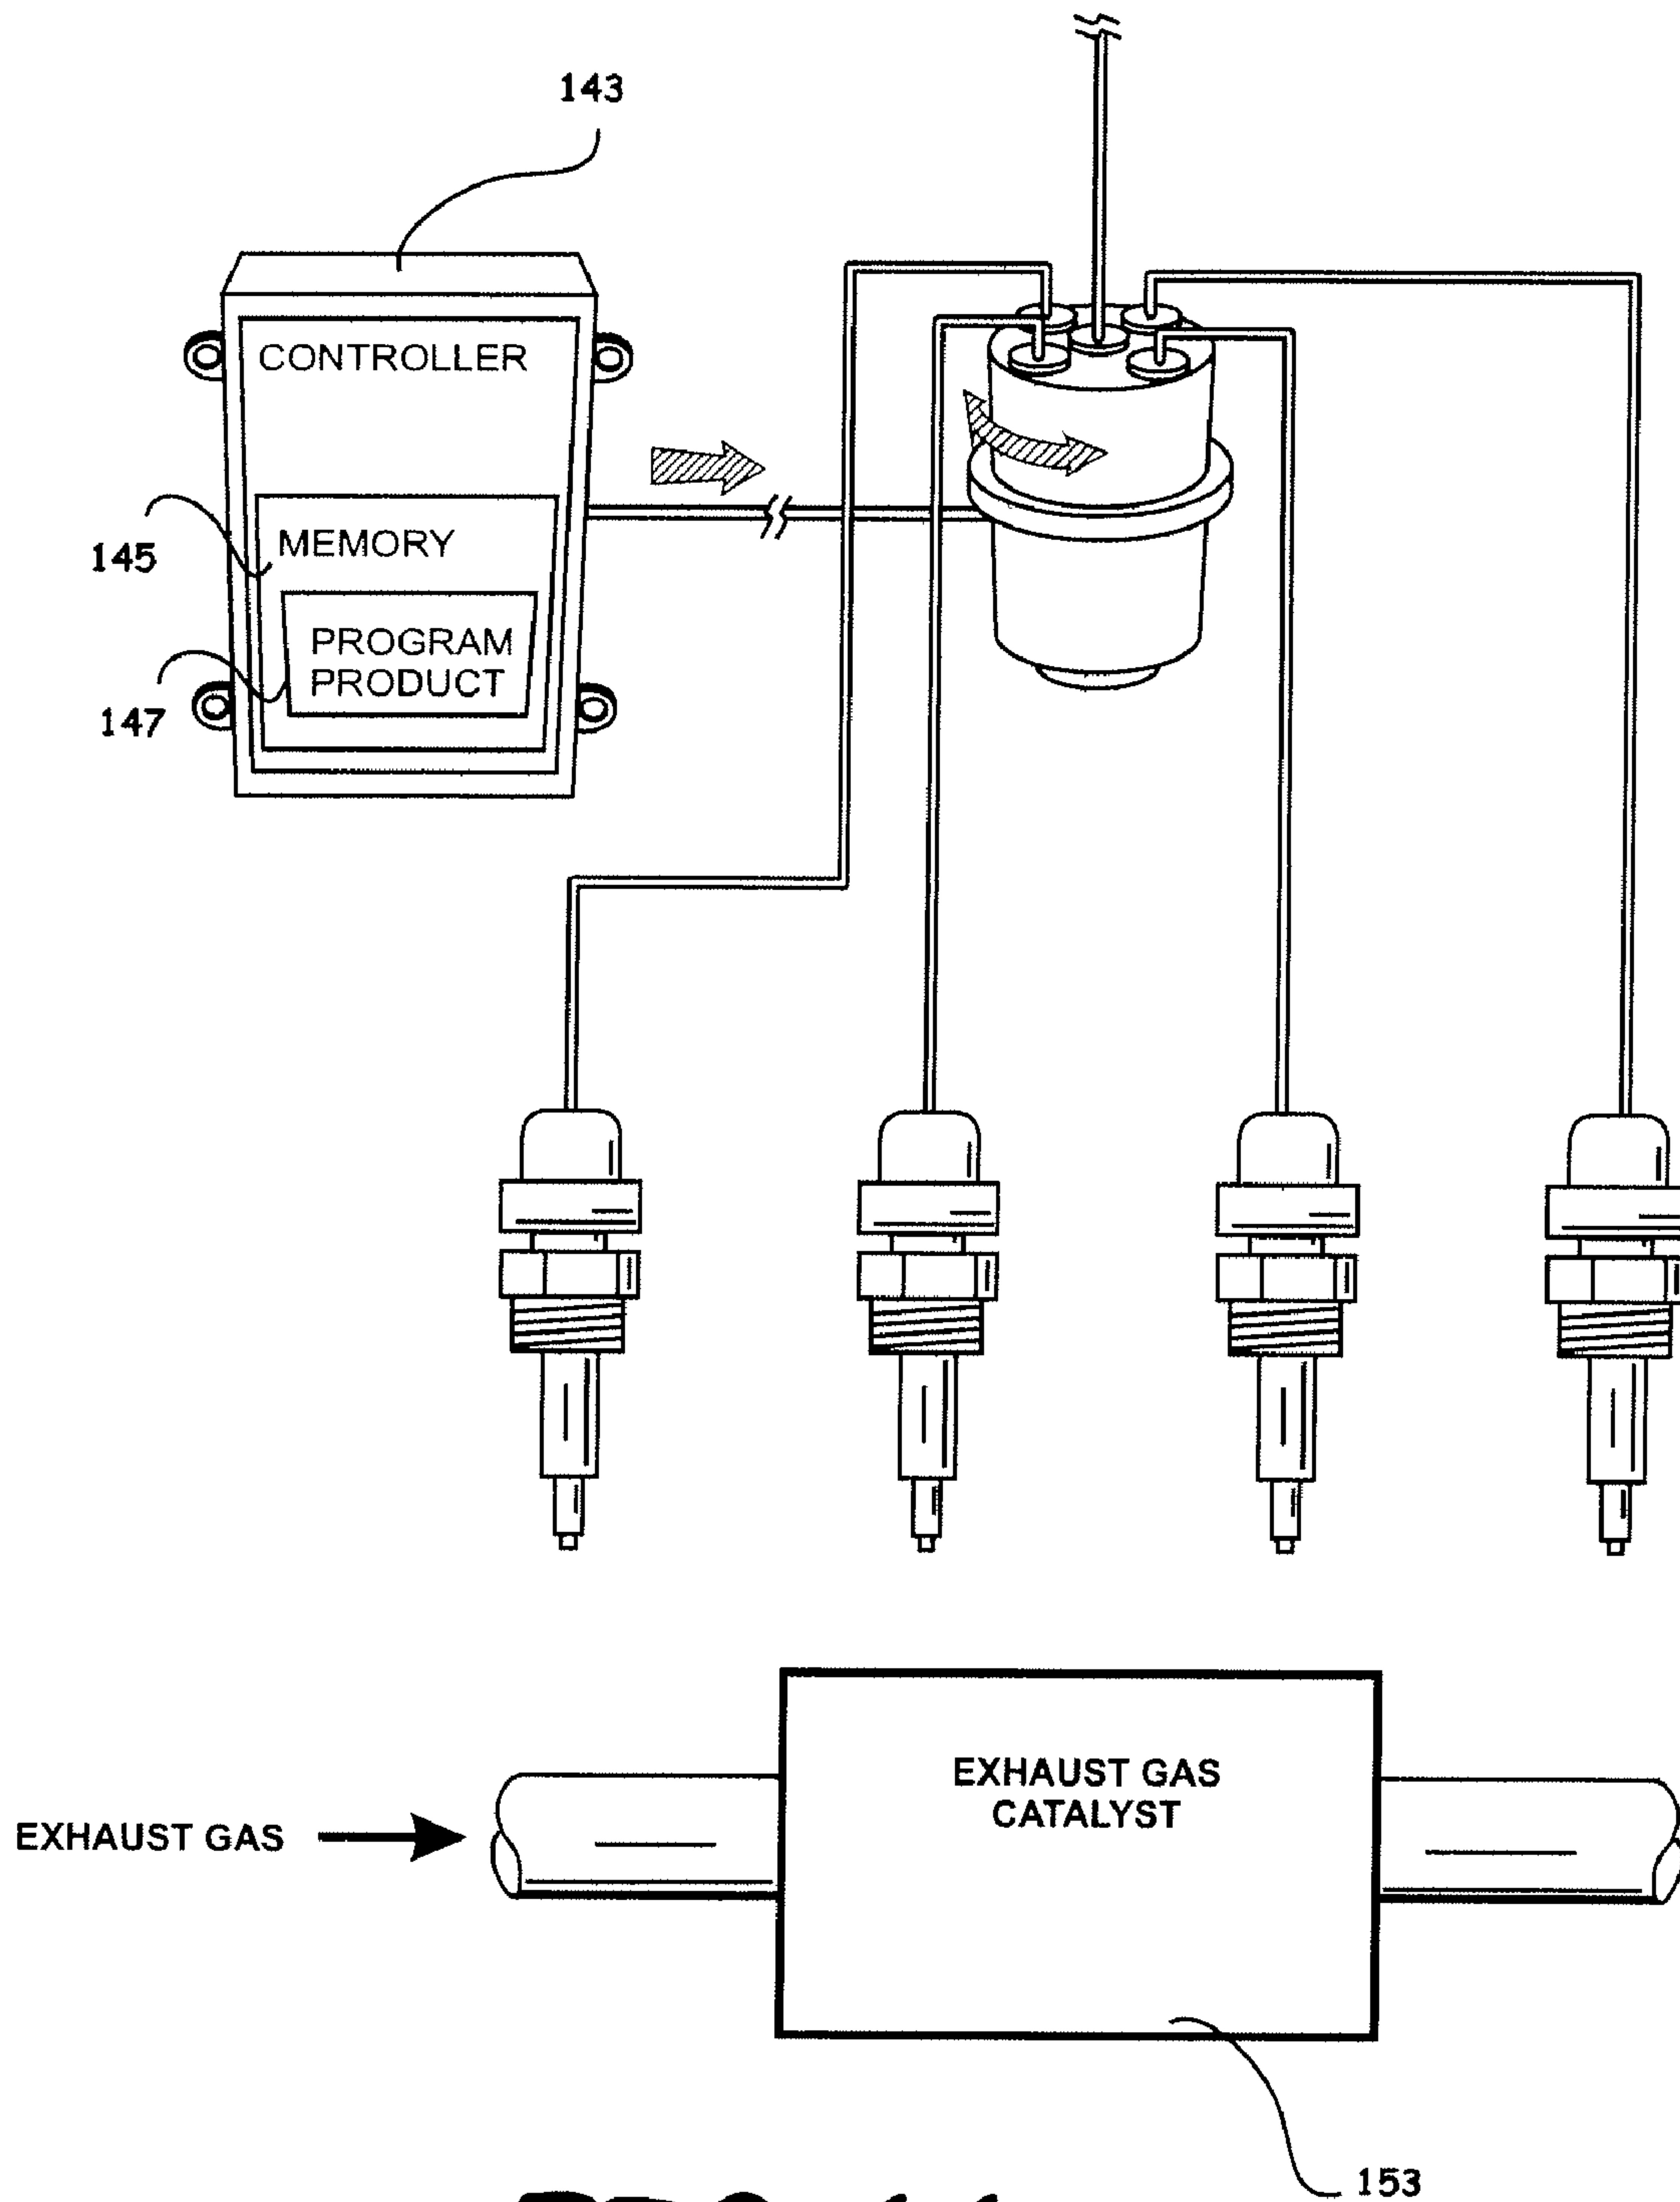 143
CONTROLLER
145
MEMORY
147
PROGRAM
PRODUCT
EXHAUST GAS
CATALYST
EXHAUST GAS
153